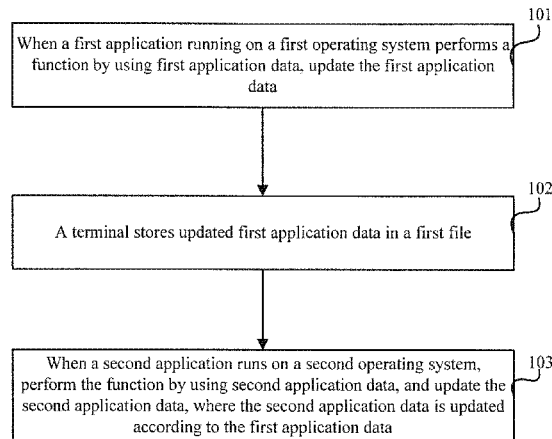 101
When a first application running on a first operating system performs a
function by using first application data, update the first application
data
102
A terminal stores updated first application data in a first file
103
When a second application runs on a second operating system,
perform the function by using second application data, and update the
second application data, where the second application data is updated
according to the first application data